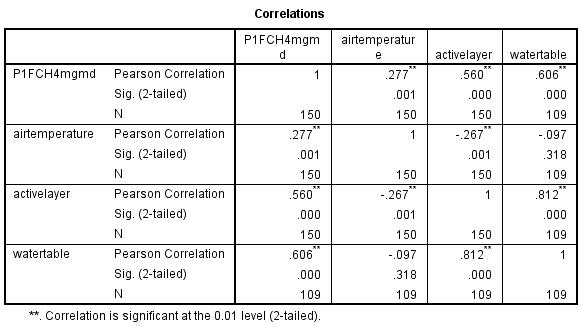 Correlations
P1FCH4mgm
d airtemperatur
e activelayer watertable
P1FCH4mgmd Pearson Correlation 1 .277** .560** .606**
Sig. (2-tailed) .001 .000 .000
N 150 150 150 109
airtemperature Pearson Correlation .277** 1 -.267** -.097
Sig. (2-tailed) .001 .001 .318
N 150 150 150 109
activelayer Pearson Correlation .560** -.267** 1 .812**
Sig. (2-tailed) .000 .001 .000
N 150 150 150 109
watertable Pearson Correlation .606** -.097 .812** 1
Sig. (2-tailed) .000 .318 .000
N 109 109 109 109
**. Correlation is significant at the 0.01 level (2-tailed).